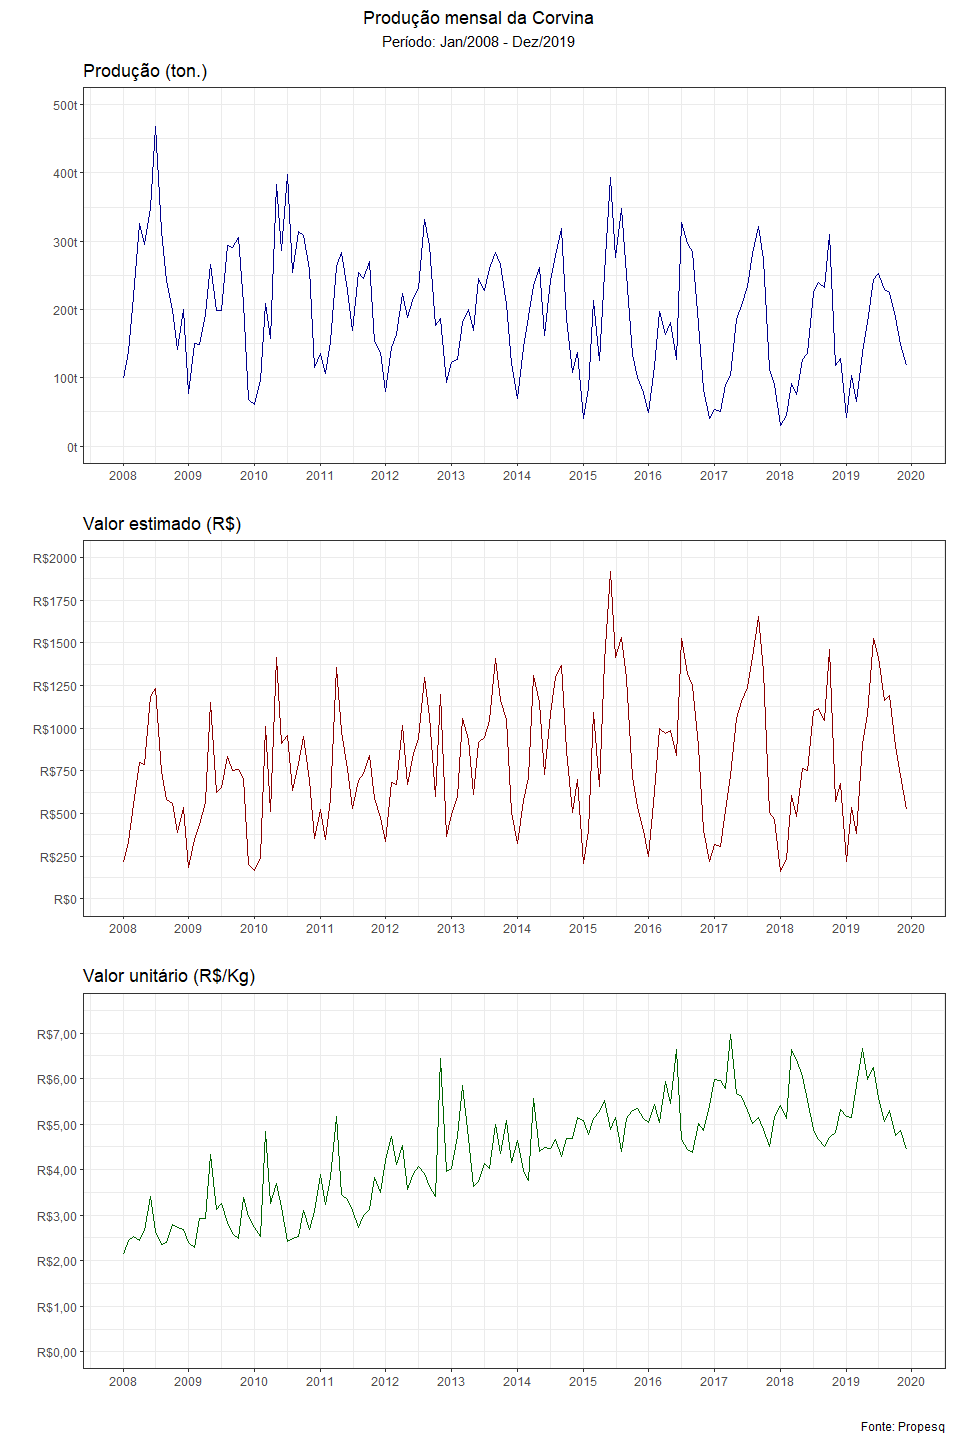 Produção mensal da Corvina
Período: Jan/2008 - Dez/2019
Produção (ton.)
500t
400t
300t
200t
100t
0t
2008 2009 2010 2011 2012 2013 2014 2015 2016 2017 2018 2019 2020
Valor estimado (R$)
R$2000
R$1750
R$1500
R$1250
R$1000
R$750
R$500
R$250
R$0
2008 2009 2010 2011 2012 2013 2014 2015 2016 2017 2018 2019 2020
Valor unitário (R$/Kg)
R$7,00
R$6,00
R$5,00
R$4,00
R$3,00
R$2,00
R$1,00
R$0,00
2008 2009 2010 2011 2012 2013 2014 2015 2016 2017 2018 2019 2020
Fonte: Propesq